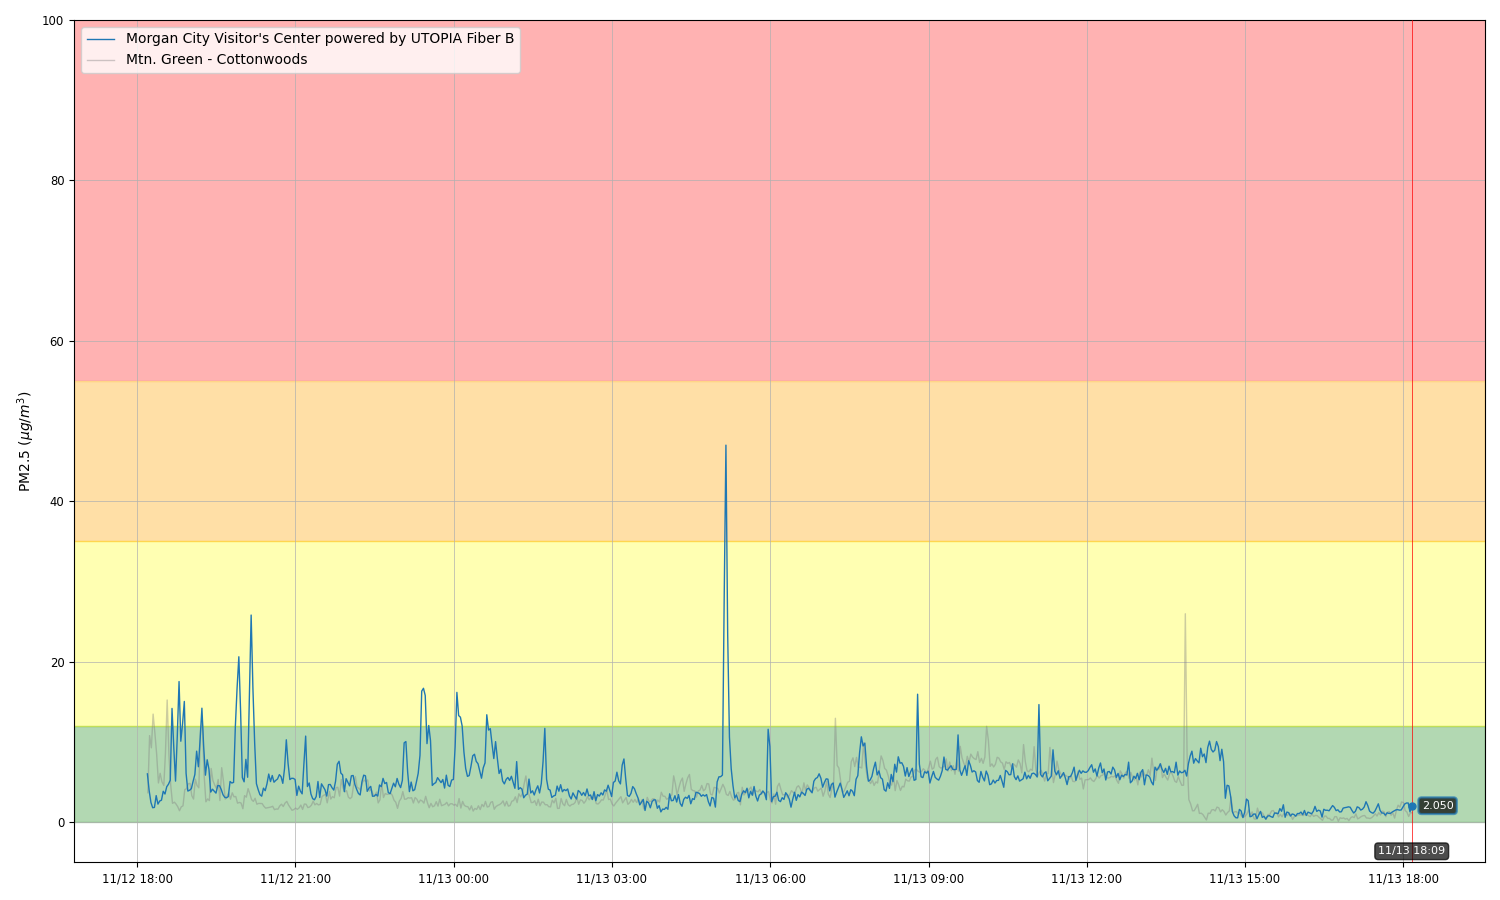 100
80
60
40
20
0
PM2.5 (μg/m³)
Morgan City Visitor's Center powered by UTOPIA Fiber B
Mtn. Green - Cottonwoods
2.050
11/13 18:09
11/12 18:00 11/12 21:00 11/13 00:00 11/13 03:00 11/13 06:00 11/13 09:00 11/13 12:00 11/13 15:00 11/13 18:00